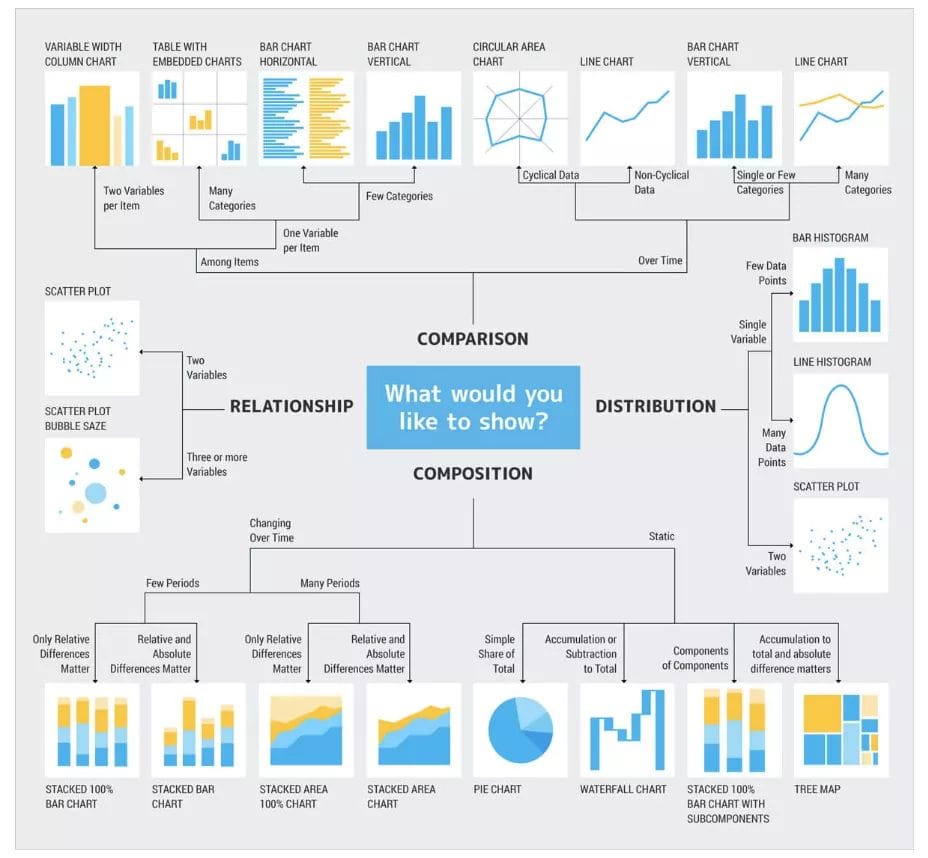 VARIABLE WIDTH
COLUMN CHART
TABLE WITH
EMBEDDED CHARTS
BAR CHART
HORIZONTAL
BAR CHART
VERTICAL
CIRCULAR AREA
CHART
LINE CHART
BAR CHART
VERTICAL
LINE CHART
Two Variables
per Item
Many
Categories
Few Categories
Cyclical Data
Non-Cyclical
Data
Single or Few
Categories
Many
Categories
One Variable
per Item
Among Items
Over Time
COMPARISON
What would you
like to show?
RELATIONSHIP
DISTRIBUTION
COMPOSITION
SCATTER PLOT
Two
Variables
SCATTER PLOT
BUBBLE SAZE
Three or more
Variables
BAR HISTOGRAM
Few Data
Points
Single
Variable
LINE HISTOGRAM
Many
Data
Points
SCATTER PLOT
Two
Variables
Changing
Over Time
Static
Few Periods
Many Periods
Only Relative
Differences
Matter
Relative and
Absolute
Differences Matter
Only Relative
Differences
Matter
Relative and
Absolute
Differences Matter
Simple
Share of
Total
Accumulation or
Subtraction
to Total
Components
of Components
Accumulation to
total and absolute
difference matters
STACKED 100%
BAR CHART
STACKED BAR
CHART
STACKED AREA
100% CHART
STACKED AREA
CHART
PIE CHART
WATERFALL CHART
STACKED 100%
BAR CHART WITH
SUBCOMPONENTS
TREE MAP